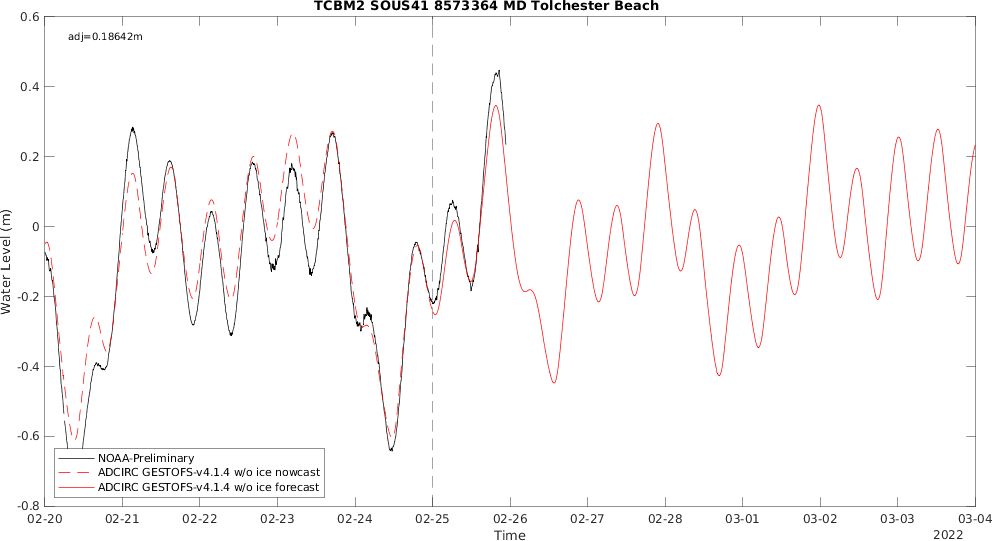 TCBM2 SOUS41 8573364 MD Tolchester Beach
adj=0.18642m
Water Level (m)
0.6
0.4
0.2
0
-0.2
-0.4
-0.6
-0.8
NOAA-Preliminary
ADCIRC GESTOFS-v4.1.4 w/o ice nowcast
ADCIRC GESTOFS-v4.1.4 w/o ice forecast
02-20 02-21 02-22 02-23 02-24 02-25 02-26 02-27 02-28 03-01 03-02 03-03 03-04
Time
2022